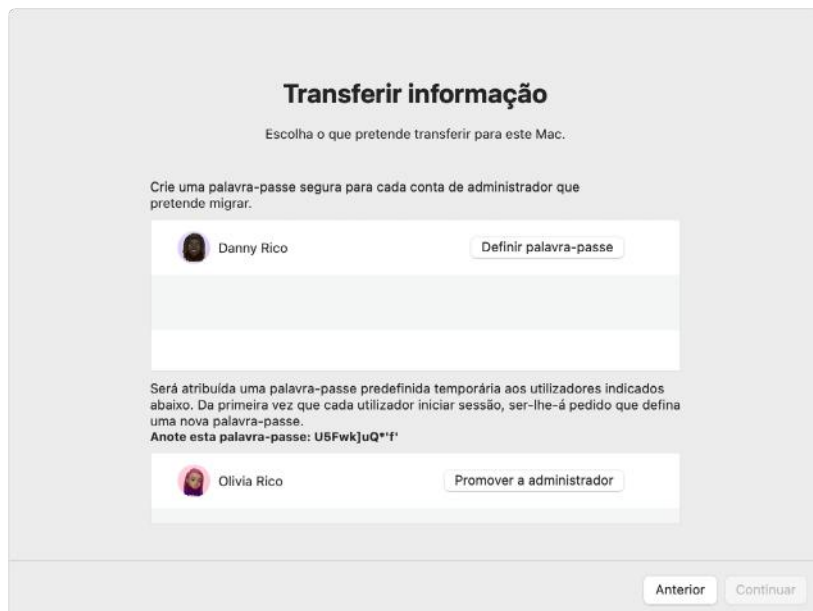 Transferir informação
Escolha o que pretende transferir para este Mac.
Crie uma palavra-passe segura para cada conta de administrador que
pretende migrar.
Danny Rico
Definir palavra-passe
Será atribuída uma palavra-passe predefinida temporária aos utilizadores indicados
abaixo. Da primeira vez que cada utilizador iniciar sessão, ser-lhe-á pedido que defina
uma nova palavra-passe.
Anote esta palavra-passe: U5Fwk]uQ*'f'
Olivia Rico
Promover a administrador
Anterior
Continuar